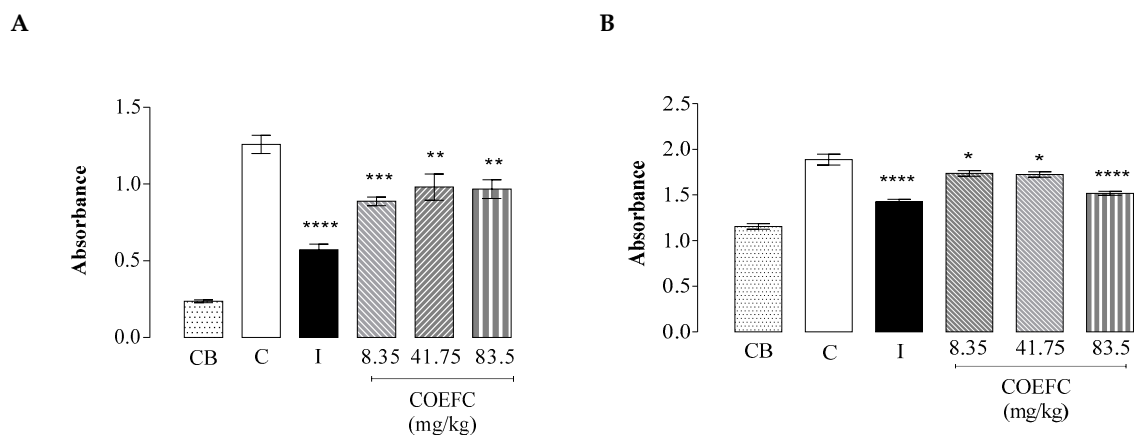 A
Absorbance
1.5
1.0
0.5
0.0
****
***
**
**
CB C I 8.35 41.75 83.5
COEFC
(mg/kg)
B
Absorbance
2.5
2.0
1.5
1.0
0.5
0.0
****
*
*
****
CB C I 8.35 41.75 83.5
COEFC
(mg/kg)